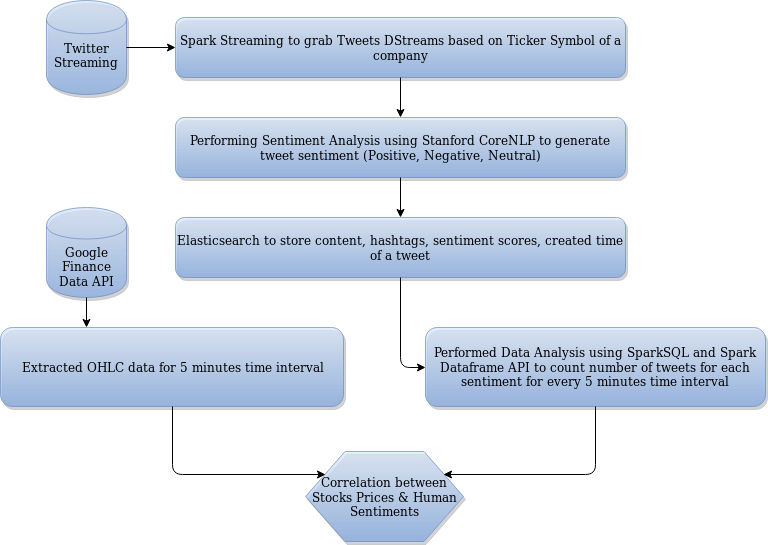 Twitter
Streaming
Spark Streaming to grab Tweets DStreams based on Ticker Symbol of a
company
Performing Sentiment Analysis using Stanford CoreNLP to generate
tweet sentiment (Positive, Negative, Neutral)
Elasticsearch to store content, hashtags, sentiment scores, created time
of a tweet
Google
Finance
Data API
Extracted OHLC data for 5 minutes time interval
Performed Data Analysis using SparkSQL and Spark
Dataframe API to count number of tweets for each
sentiment for every 5 minutes time interval
Correlation between
Stocks Prices & Human
Sentiments